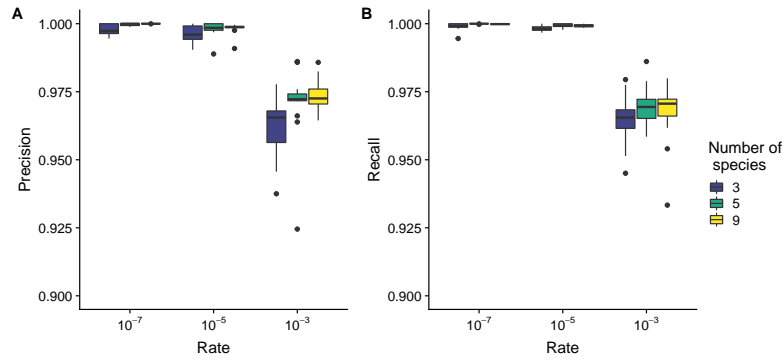 A
Precision
1.000
0.975
0.950
0.925
0.900
10⁻⁷
10⁻⁵
10⁻³
Rate
B
Recall
1.000
0.975
0.950
0.925
0.900
10⁻⁷
10⁻⁵
10⁻³
Rate
Number of
species
3
5
9